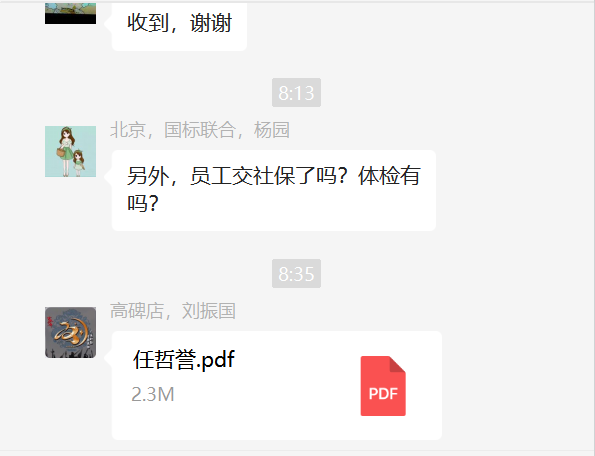 收到，谢谢
8:13
北京，国标联合，杨园
另外，员工交社保了吗？体检有
吗？
8:35
高碑店，刘振国
任哲誉.pdf
2.3M
PDF